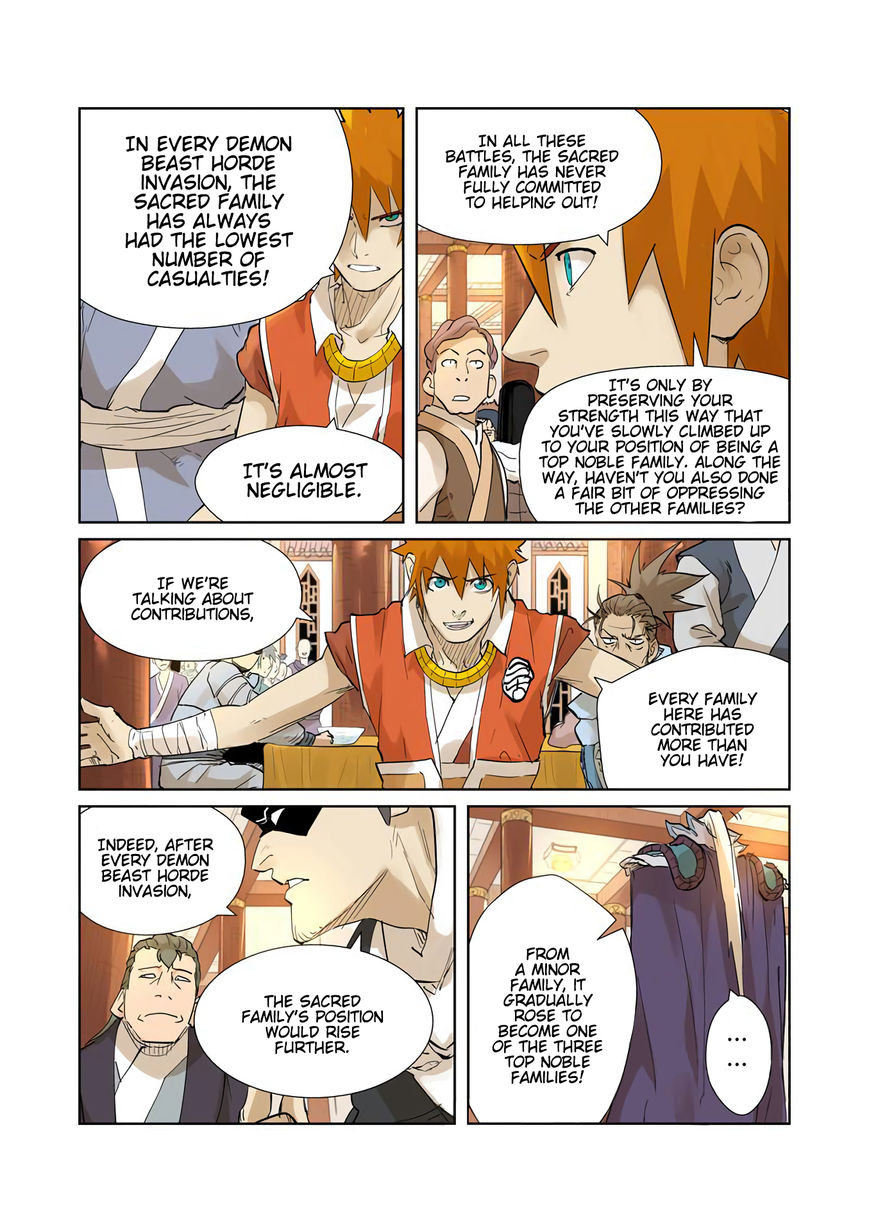 IN EVERY DEMON
BEAST HORDE
INVASION, THE
SACRED FAMILY
HAS ALWAYS
HAD THE LOWEST
NUMBER OF
CASUALTIES!
IT'S ALMOST
NEGLIGIBLE.
IN ALL THESE
BATTLES, THE SACRED
FAMILY HAS NEVER
FULLY COMMITTED
TO HELPING OUT!
IT'S ONLY BY
PRESERVING YOUR
STRENGTH THIS WAY THAT
YOU'VE SLOWLY CLIMBED UP
TO YOUR POSITION OF BEING A
TOP NOBLE FAMILY. ALONG THE
WAY, HAVEN'T YOU ALSO DONE
A FAIR BIT OF OPPRESSING
THE OTHER FAMILIES?
IF WE'RE
TALKING ABOUT
CONTRIBUTIONS,
EVERY FAMILY
HERE HAS
CONTRIBUTED
MORE THAN
YOU HAVE!
INDEED, AFTER
EVERY DEMON
BEAST HORDE
INVASION,
THE SACRED
FAMILY'S POSITION
WOULD RISE
FURTHER.
FROM
A MINOR
FAMILY, IT
GRADUALLY
ROSE TO
BECOME ONE
OF THE THREE
TOP NOBLE
FAMILIES!
...
...